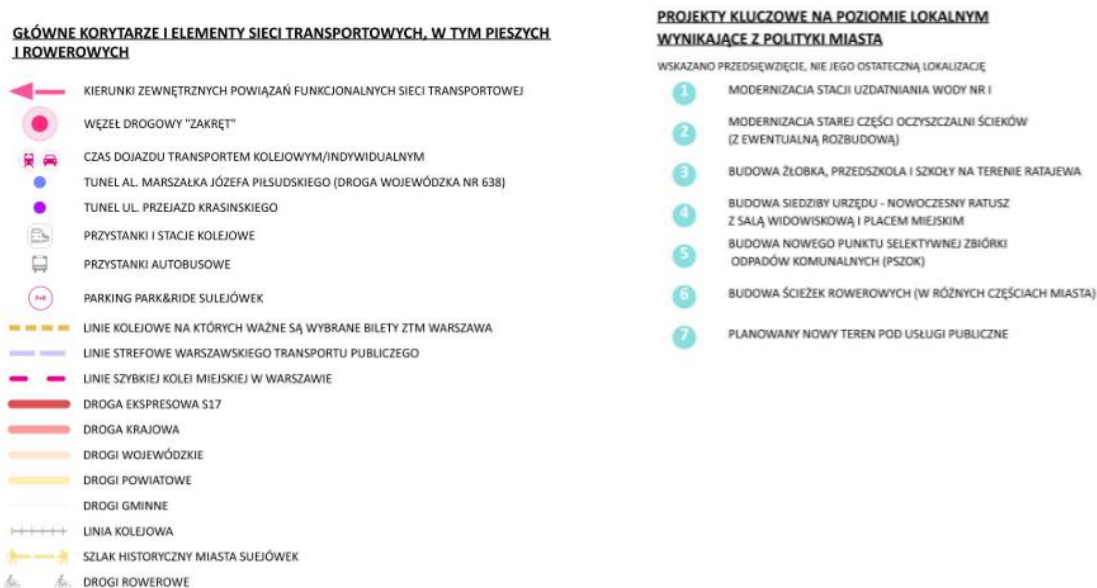 GŁÓWNE KORYTARZE I ELEMENTY SIECI TRANSPORTOWYCH, W TYM PIESZYCH
I ROWEROWYCH
KIERUNKI ZEWNĘTRZNYCH POWIĄZAŃ FUNKCJONALNYCH SIECI TRANSPORTOWEJ
WĘZEŁ DROGOWY "ZAKRĘT"
CZAS DOJAZDU TRANSPORTEM KOLEJOWYM/INDYWIDUALNYM
TUNEL AL. MARSZAŁKA JÓZEFA PIŁSUDSKIEGO (DROGA WOJEWÓDZKA NR 638)
TUNEL UL. PRZEJAZD KRASINSKIEGO
PRZYSTANKI I STACJE KOLEJOWE
PRZYSTANKI AUTOBUSOWE
P+R
PARKING PARK&RIDE SULEJÓWEK
LINIE KOLEJOWE NA KTÓRYCH WAŻNE SĄ WYBRANE BILETY ZTM WARSZAWA
LINIE STREFOWE WARSZAWSKIEGO TRANSPORTU PUBLICZEGO
LINIE SZYBKIEJ KOLEI MIEJSKIEJ W WARSZAWIE
DROGA EKSPRESOWA S17
DROGA KRAJOWA
DROGI WOJEWÓDZKIE
DROGI POWIATOWE
DROGI GMINNE
LINIA KOLEJOWA
SZLAK HISTORYCZNY MIASTA SUEJÓWEK
DROGI ROWEROWE
PROJEKTY KLUCZOWE NA POZIOMIE LOKALNYM
WYNIKAJĄCE Z POLITYKI MIASTA
WSKAZANO PRZEDSIĘWZIĘCIE, NIE JEGO OSTATECZNĄ LOKALIZACJĘ
1 MODERNIZACJA STACJI UZDATNIANIA WODY NR I
2 MODERNIZACJA STAREJ CZĘŚCI OCZYSZCZALNI ŚCIEKÓW
(Z EWENTUALNĄ ROZBUDOWĄ)
3 BUDOWA ŻŁOBKA, PRZEDSZKOLA I SZKOŁY NA TERENIE RATAJEWA
4 BUDOWA SIEDZIBY URZĘDU - NOWOCZESNY RATUSZ
Z SALĄ WIDOWISKOWĄ I PLACEM MIEJSKIM
5 BUDOWA NOWEGO PUNKTU SELEKTYWNEJ ZBIÓRKI
ODPADÓW KOMUNALNYCH (PSZOK)
6 BUDOWA ŚCIEŻEK ROWEROWYCH (W RÓŻNYCH CZĘŚCIACH MIASTA)
7 PLANOWANY NOWY TEREN POD USŁUGI PUBLICZNE